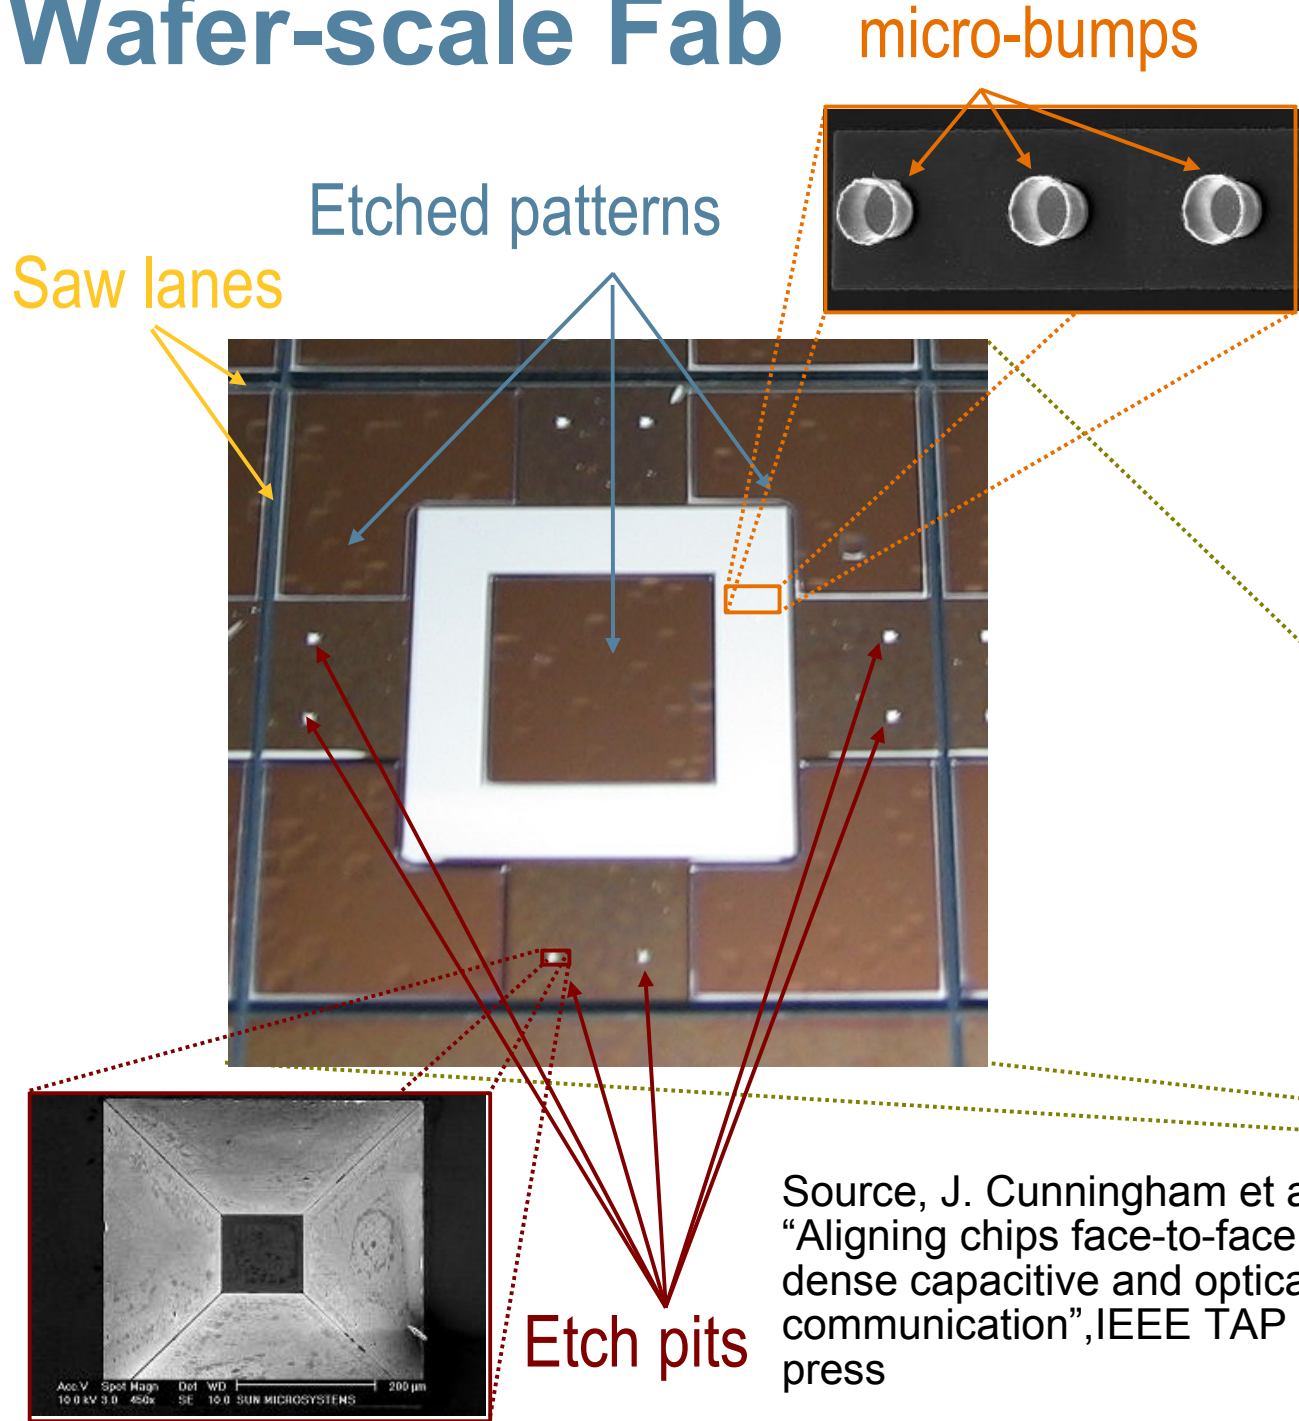 Wafer-scale Fab
micro-bumps
Etched patterns
Saw lanes
Source, J. Cunningham et a
“Aligning chips face-to-face
dense capacitive and optica
communication”,IEEE TAP
press
Etch pits
Acc.V Spot Magn Det WD 200 µm
10.0 kV 3.0 450x SE 10.0 SUN MICROSYSTEMS